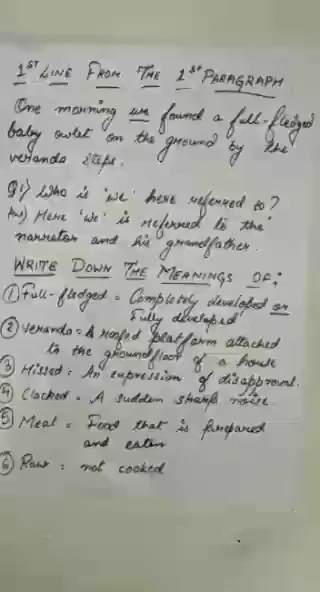 1ST LINE FROM THE 1ST PARAGRAPH
One morning we found a full-fledged
baby owlet on the ground by the
veranda steps.
Q1) Who is 'we' here referred to?
Ans) Here 'we' is referred to the
narrator and his grandfather.
WRITE DOWN THE MEANINGS OF:
① Full-fledged = Completely developed or
Fully developed
② Veranda = A roofed platform attached
to the groundfloor of a house
③ Hissed : An expression of disapproval.
④ Clacked = A sudden sharp noise
⑤ Meal : Food that is prepared
and eaten
⑥ Raw : not cooked